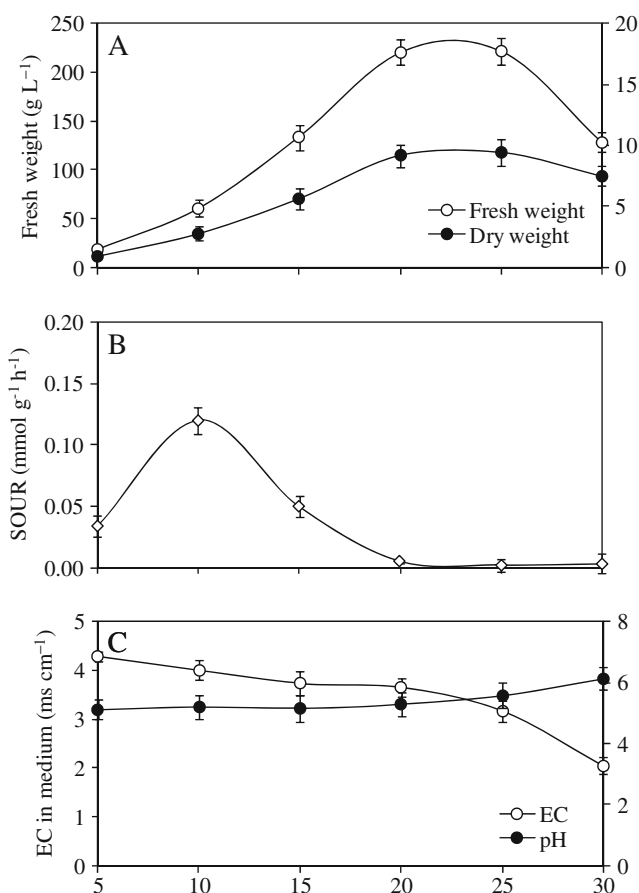 A
Fresh weight (g L⁻¹)
250
200
150
100
50
0
20
15
10
5
0
Fresh weight
Dry weight
B
SOUR (mmol g⁻¹ h⁻¹)
0.20
0.15
0.10
0.05
0.00
C
EC in medium (ms cm⁻¹)
5
4
3
2
1
0
8
6
4
2
0
EC
pH
5 10 15 20 25 30